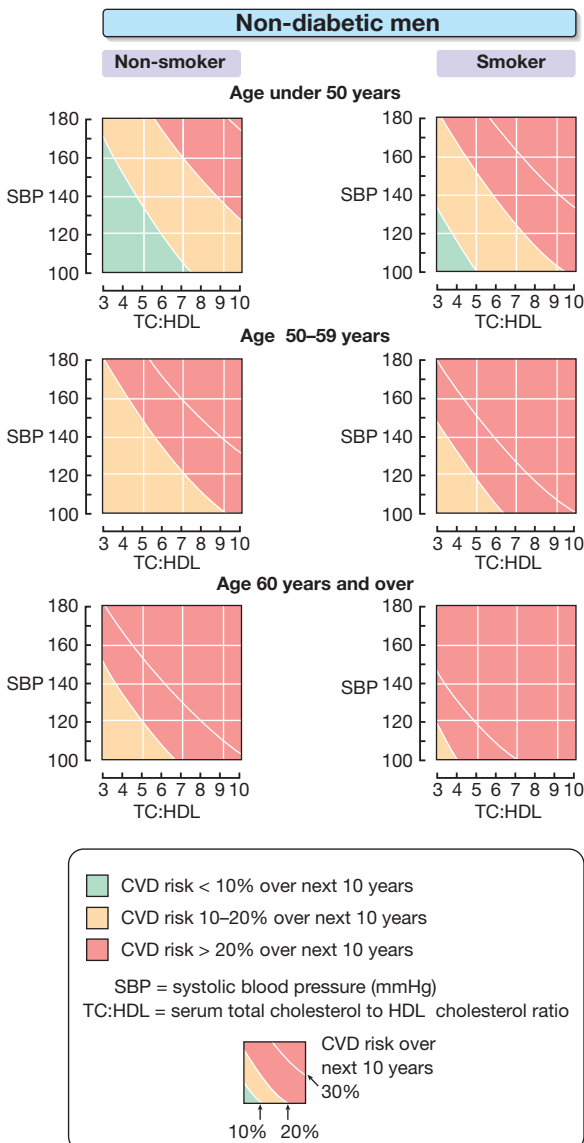 Non-diabetic men
Non-smoker Smoker
Age under 50 years
180 180
160 160
SBP 140 SBP 140
120 120
100 100
3 4 5 6 7 8 9 10 3 4 5 6 7 8 9 10
TC:HDL TC:HDL
Age 50–59 years
180 180
160 160
SBP 140 SBP 140
120 120
100 100
3 4 5 6 7 8 9 10 3 4 5 6 7 8 9 10
TC:HDL TC:HDL
Age 60 years and over
180 180
160 160
SBP 140 SBP 140
120 120
100 100
3 4 5 6 7 8 9 10 3 4 5 6 7 8 9 10
TC:HDL TC:HDL
CVD risk < 10% over next 10 years
CVD risk 10–20% over next 10 years
CVD risk > 20% over next 10 years
SBP = systolic blood pressure (mmHg)
TC:HDL = serum total cholesterol to HDL cholesterol ratio
CVD risk over
next 10 years
30%
10% 20%